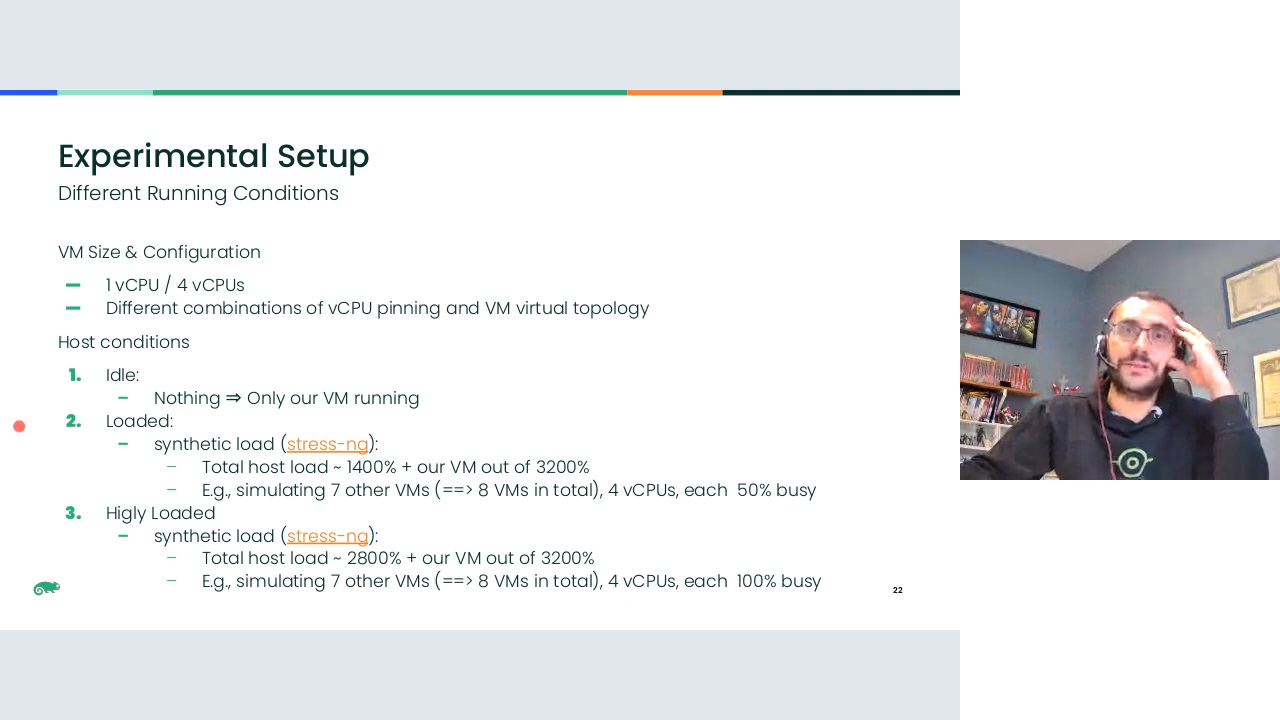 Experimental Setup
Different Running Conditions
VM Size & Configuration
– 1 vCPU / 4 vCPUs
– Different combinations of vCPU pinning and VM virtual topology
Host conditions
1. Idle:
– Nothing ⇒ Only our VM running
2. Loaded:
– synthetic load (stress-ng):
– Total host load ~ 1400% + our VM out of 3200%
– E.g., simulating 7 other VMs (==> 8 VMs in total), 4 vCPUs, each 50% busy
3. Higly Loaded
– synthetic load (stress-ng):
– Total host load ~ 2800% + our VM out of 3200%
– E.g., simulating 7 other VMs (==> 8 VMs in total), 4 vCPUs, each 100% busy
22